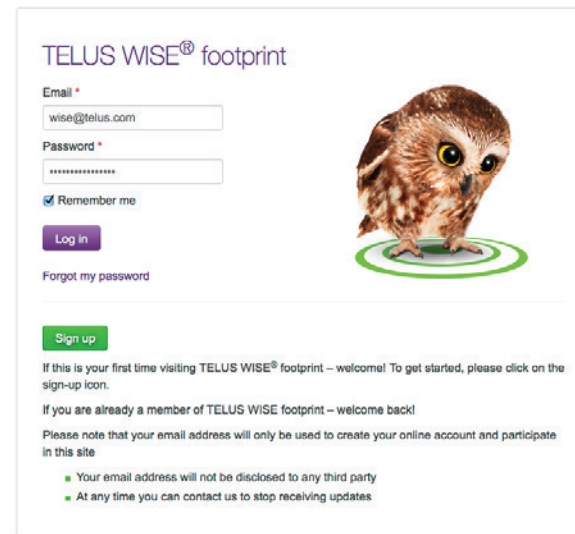 TELUS WISE® footprint
Email *
wise@telus.com
Password *
••••••••••••••••
Remember me
Log in
Forgot my password
Sign up
If this is your first time visiting TELUS WISE® footprint – welcome! To get started, please click on the
sign-up icon.
If you are already a member of TELUS WISE footprint – welcome back!
Please note that your email address will only be used to create your online account and participate
in this site
Your email address will not be disclosed to any third party
At any time you can contact us to stop receiving updates